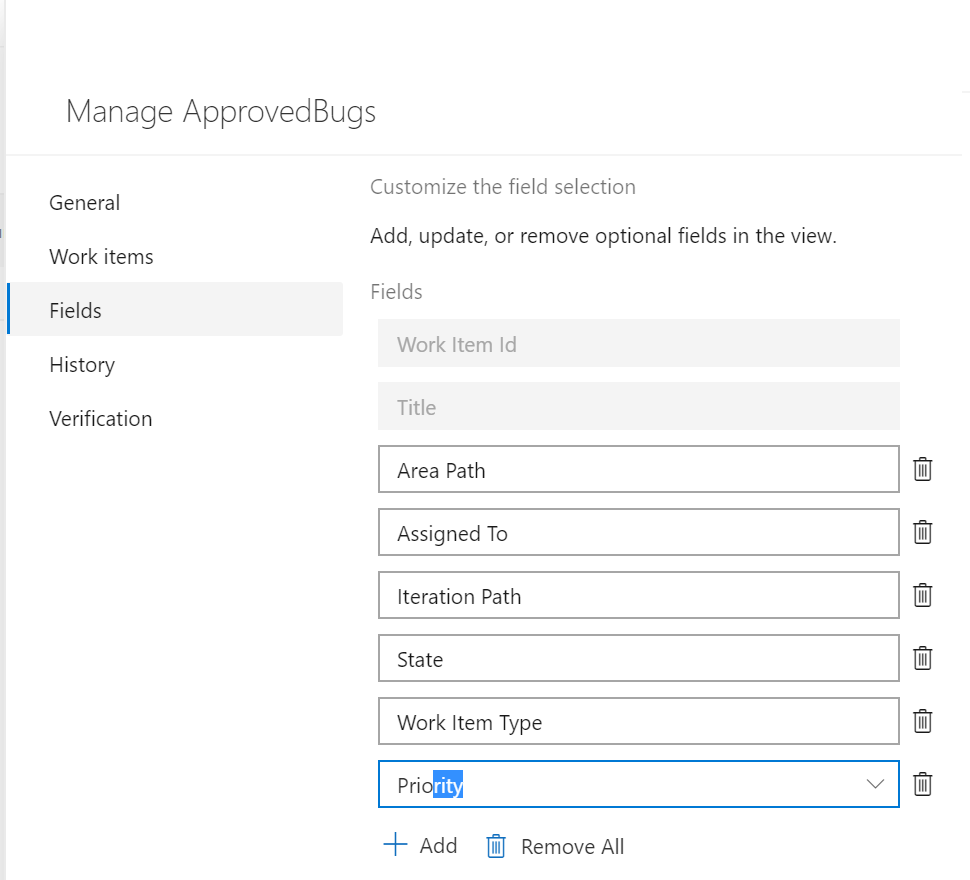 Manage ApprovedBugs
General
Work items
Fields
History
Verification
Customize the field selection
Add, update, or remove optional fields in the view.
Fields
Work Item Id
Title
Area Path
Assigned To
Iteration Path
State
Work Item Type
Priority
Add
Remove All